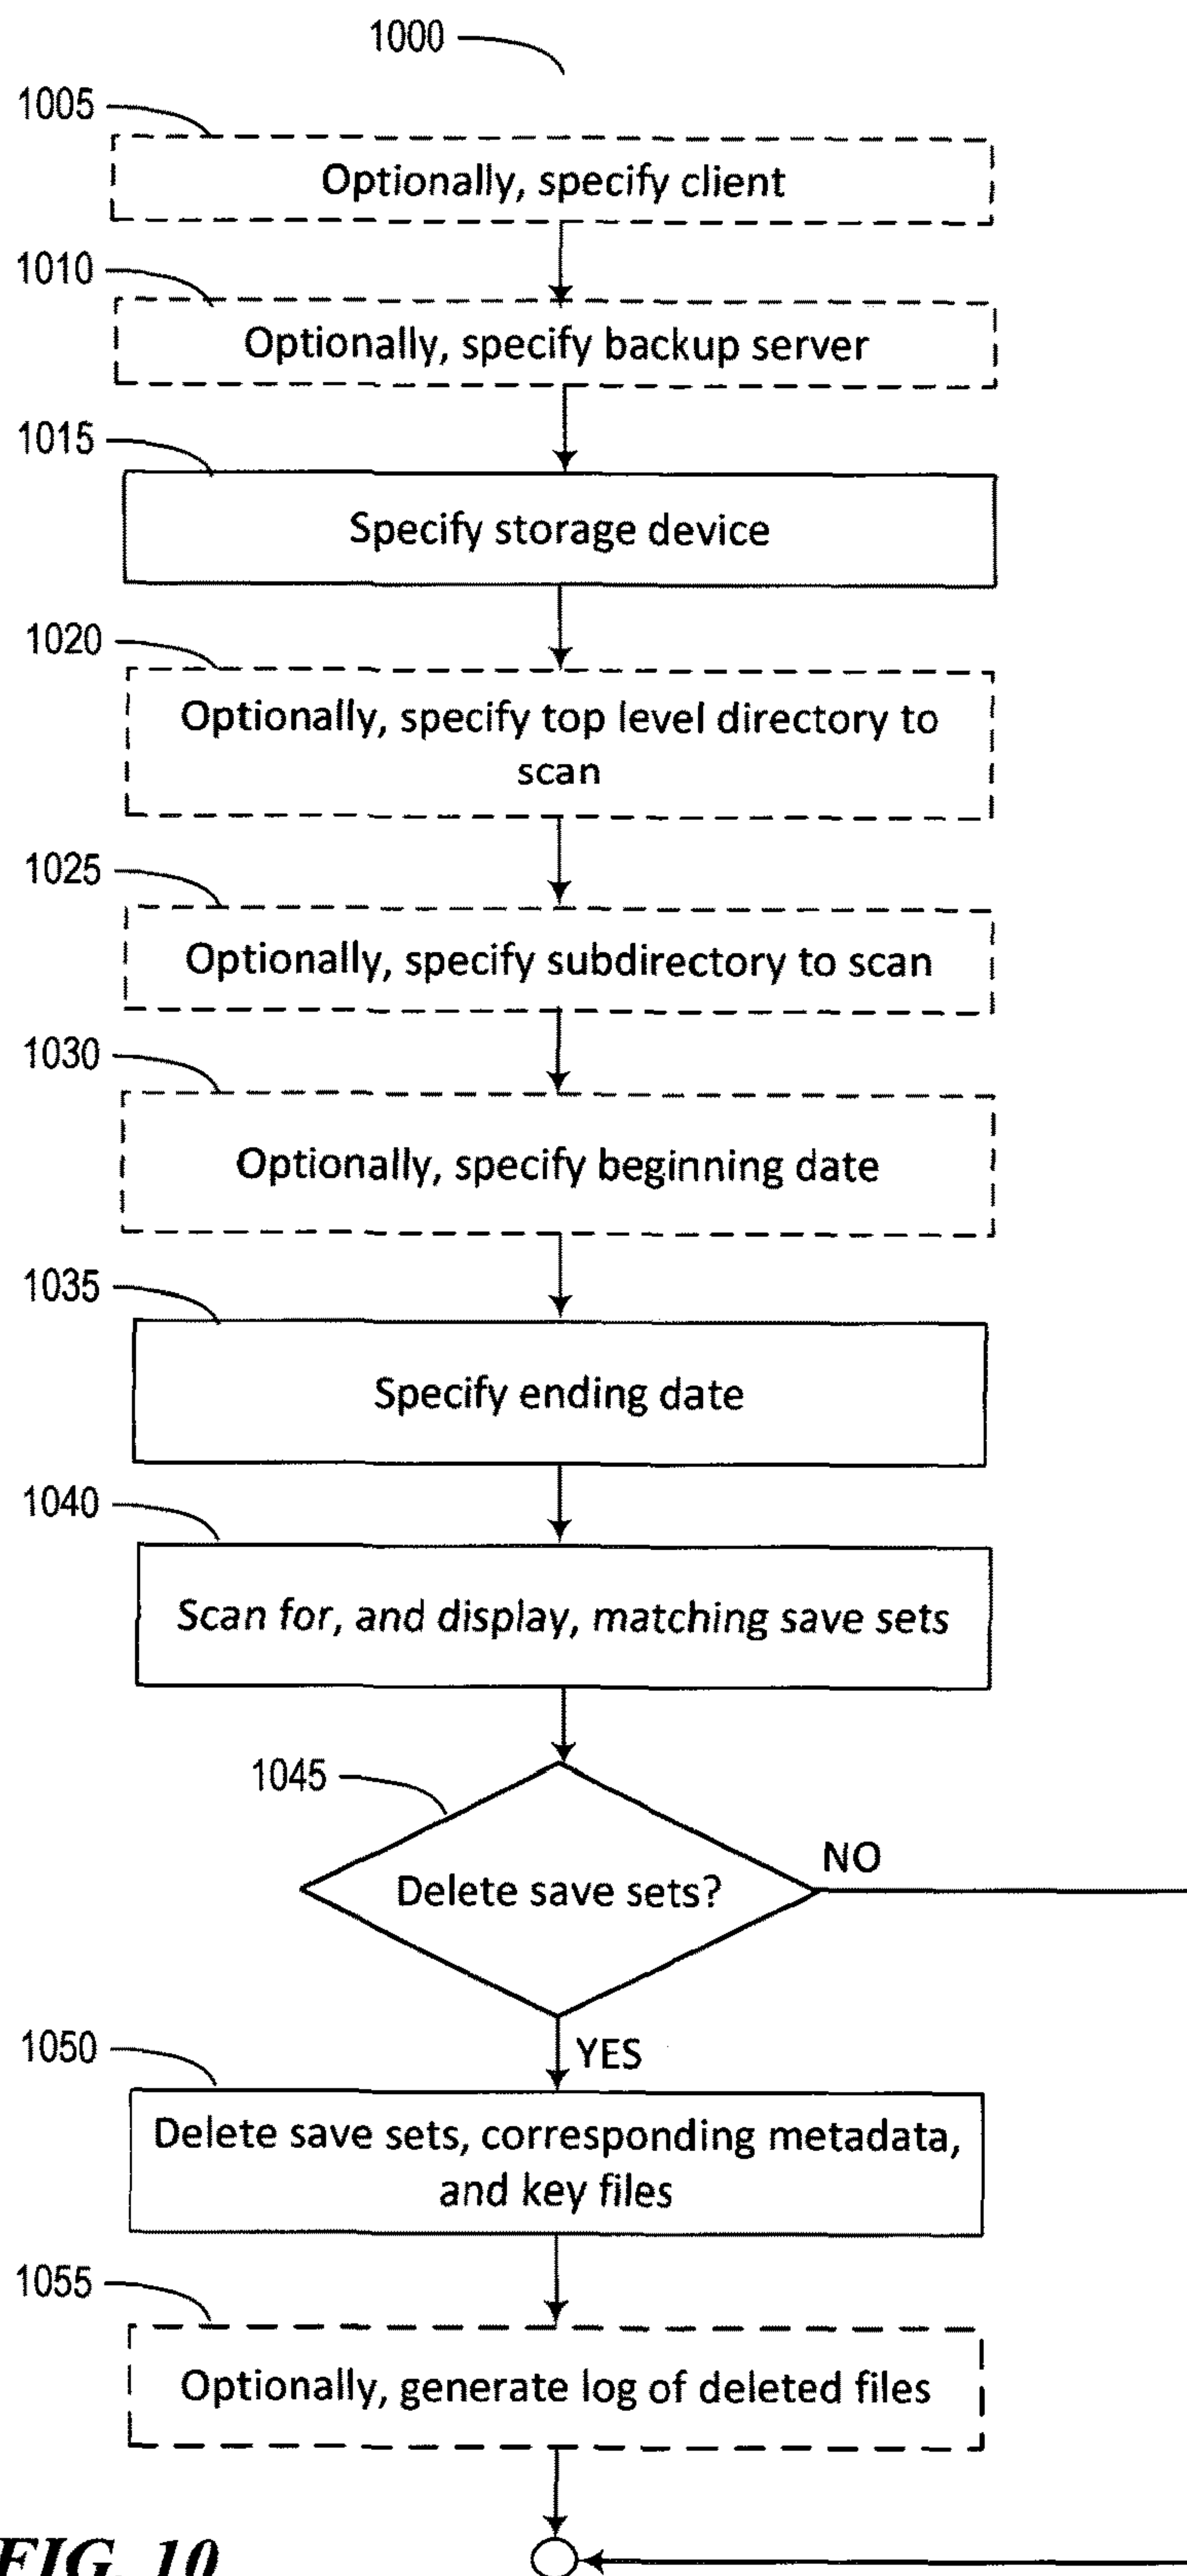 1000
1005
Optionally, specify client
1010
Optionally, specify backup server
1015
Specify storage device
1020
Optionally, specify top level directory to
scan
1025
Optionally, specify subdirectory to scan
1030
Optionally, specify beginning date
1035
Specify ending date
1040
Scan for, and display, matching save sets
1045
Delete save sets?
NO
YES
1050
Delete save sets, corresponding metadata,
and key files
1055
Optionally, generate log of deleted files
FIG. 10